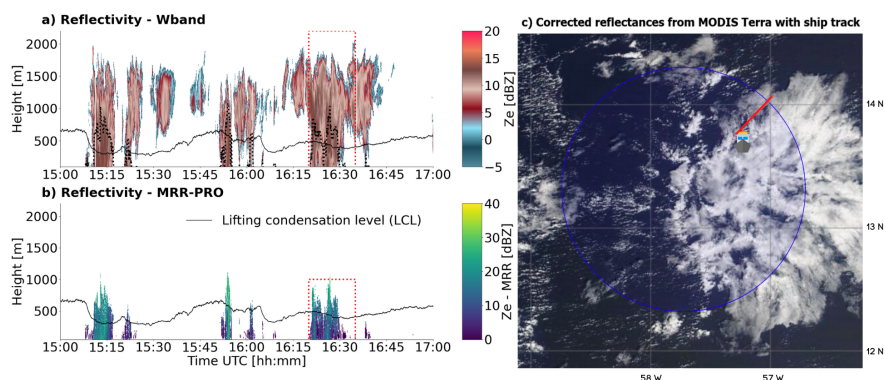 a) Reflectivity - Wband
Height [m]
2000
1500
1000
500
15:00 15:15 15:30 15:45 16:00 16:15 16:30 16:45 17:00
20
15
10
5
0
−5
Ze [dBZ]
b) Reflectivity - MRR-PRO
Height [m]
2000
1500
1000
500
Lifting condensation level (LCL)
15:00 15:15 15:30 15:45 16:00 16:15 16:30 16:45 17:00
Time UTC [hh:mm]
40
30
20
10
0
Ze - MRR [dBZ]
c) Corrected reflectances from MODIS Terra with ship track
14 N
13 N
12 N
58 W 57 W